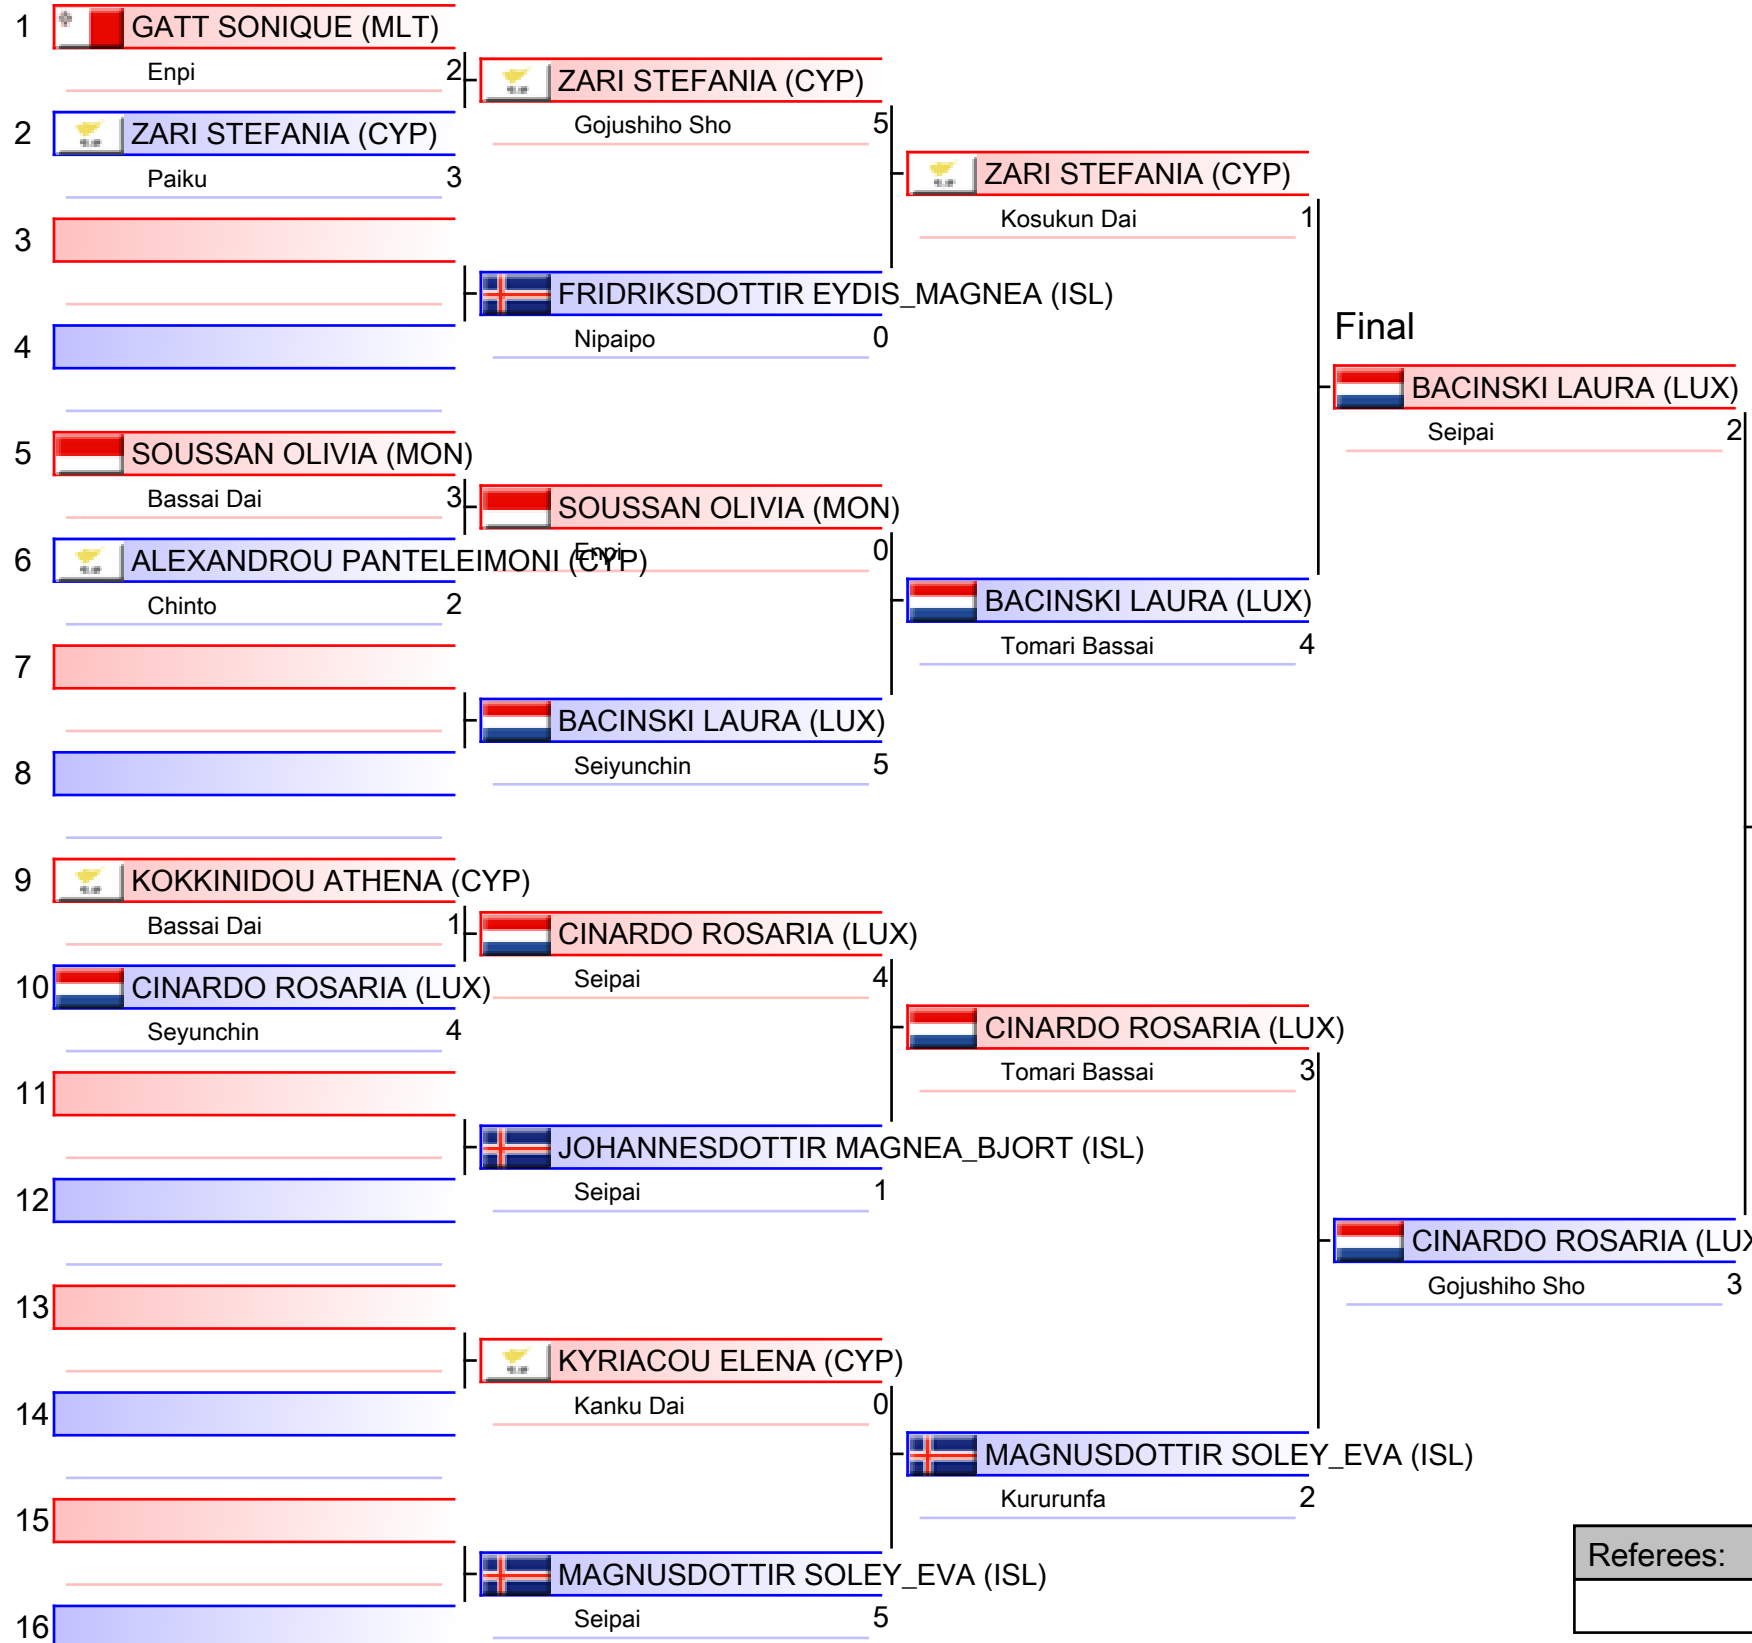 1 GATT SONIQUE (MLT)
Enpi 2
2 ZARI STEFANIA (CYP)
Paiku 3
3
4
5 SOUSSAN OLIVIA (MON)
Bassai Dai 3
6 ALEXANDROU PANTELEIMONI (CYP)
Chinto 2
7
8
9 KOKKINIDOU ATHENA (CYP)
Bassai Dai 1
10 CINARDO ROSARIA (LUX)
Seyunchin 4
11
12
13
14
15
16
ZARI STEFANIA (CYP)
Gojushiho Sho 5
FRIDRIKSDOTTIR EYDIS_MAGNEA (ISL)
Nipaipo 0
SOUSSAN OLIVIA (MON)
Enpi 0
BACINSKI LAURA (LUX)
Seiyunchin 5
CINARDO ROSARIA (LUX)
Seipai 4
JOHANNESDOTTIR MAGNEA_BJORT (ISL)
Seipai 1
KYRIACOU ELENA (CYP)
Kanku Dai 0
MAGNUSDOTTIR SOLEY_EVA (ISL)
Seipai 5
ZARI STEFANIA (CYP)
Kosukun Dai 1
BACINSKI LAURA (LUX)
Tomari Bassai 4
CINARDO ROSARIA (LUX)
Tomari Bassai 3
MAGNUSDOTTIR SOLEY_EVA (ISL)
Kururunfa 2
Final
BACINSKI LAURA (LUX)
Seipai 2
CINARDO ROSARIA (LUX
Gojushiho Sho 3
Referees: